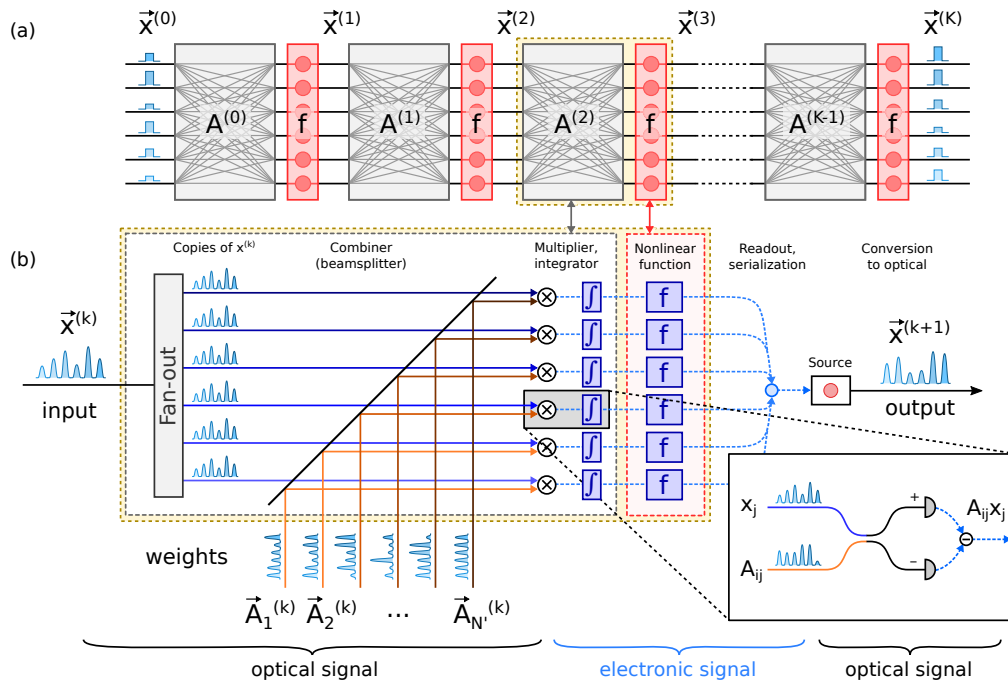 (a)
x⃗⁽⁰⁾ x⃗⁽¹⁾ x⃗⁽²⁾ x⃗⁽³⁾ x⃗⁽ᴷ⁾
A⁽⁰⁾ f A⁽¹⁾ f A⁽²⁾ f A⁽ᴷ⁻¹⁾ f
(b)
Copies of x⁽ᵏ⁾
Combiner
(beamsplitter)
Multiplier,
integrator
Nonlinear
function
Readout,
serialization
Conversion
to optical
x⃗⁽ᵏ⁾
input
Fan-out
∫ f
∫ f
∫ f
∫ f
∫ f
∫ f
Source
x⃗⁽ᵏ⁺¹⁾
output
xⱼ
Aᵢⱼ
+
−
Aᵢⱼxⱼ
weights
A⃗₁⁽ᵏ⁾ A⃗₂⁽ᵏ⁾ ... A⃗_N'⁽ᵏ⁾
optical signal
electronic signal
optical signal